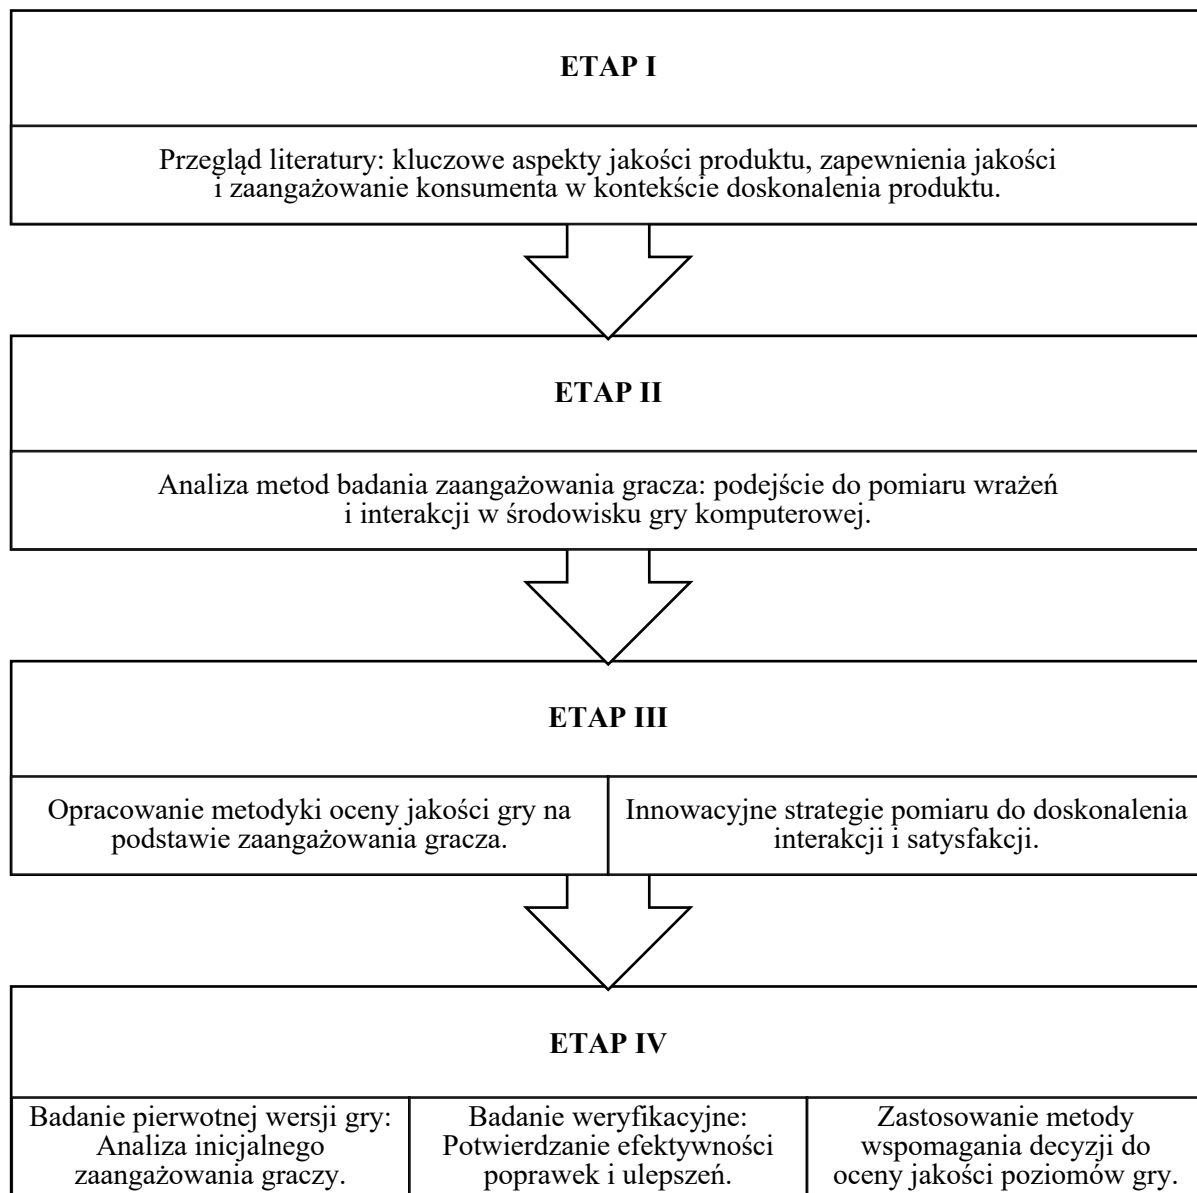 ETAP I
Przegląd literatury: kluczowe aspekty jakości produktu, zapewnienia jakości
i zaangażowanie konsumenta w kontekście doskonalenia produktu.
ETAP II
Analiza metod badania zaangażowania gracza: podejście do pomiaru wrażeń
i interakcji w środowisku gry komputerowej.
ETAP III
Opracowanie metodyki oceny jakości gry na
podstawie zaangażowania gracza.
Innowacyjne strategie pomiaru do doskonalenia
interakcji i satysfakcji.
ETAP IV
Badanie pierwotnej wersji gry:
Analiza inicjalnego
zaangażowania graczy.
Badanie weryfikacyjne:
Potwierdzanie efektywności
poprawek i ulepszeń.
Zastosowanie metody
wspomagania decyzji do
oceny jakości poziomów gry.